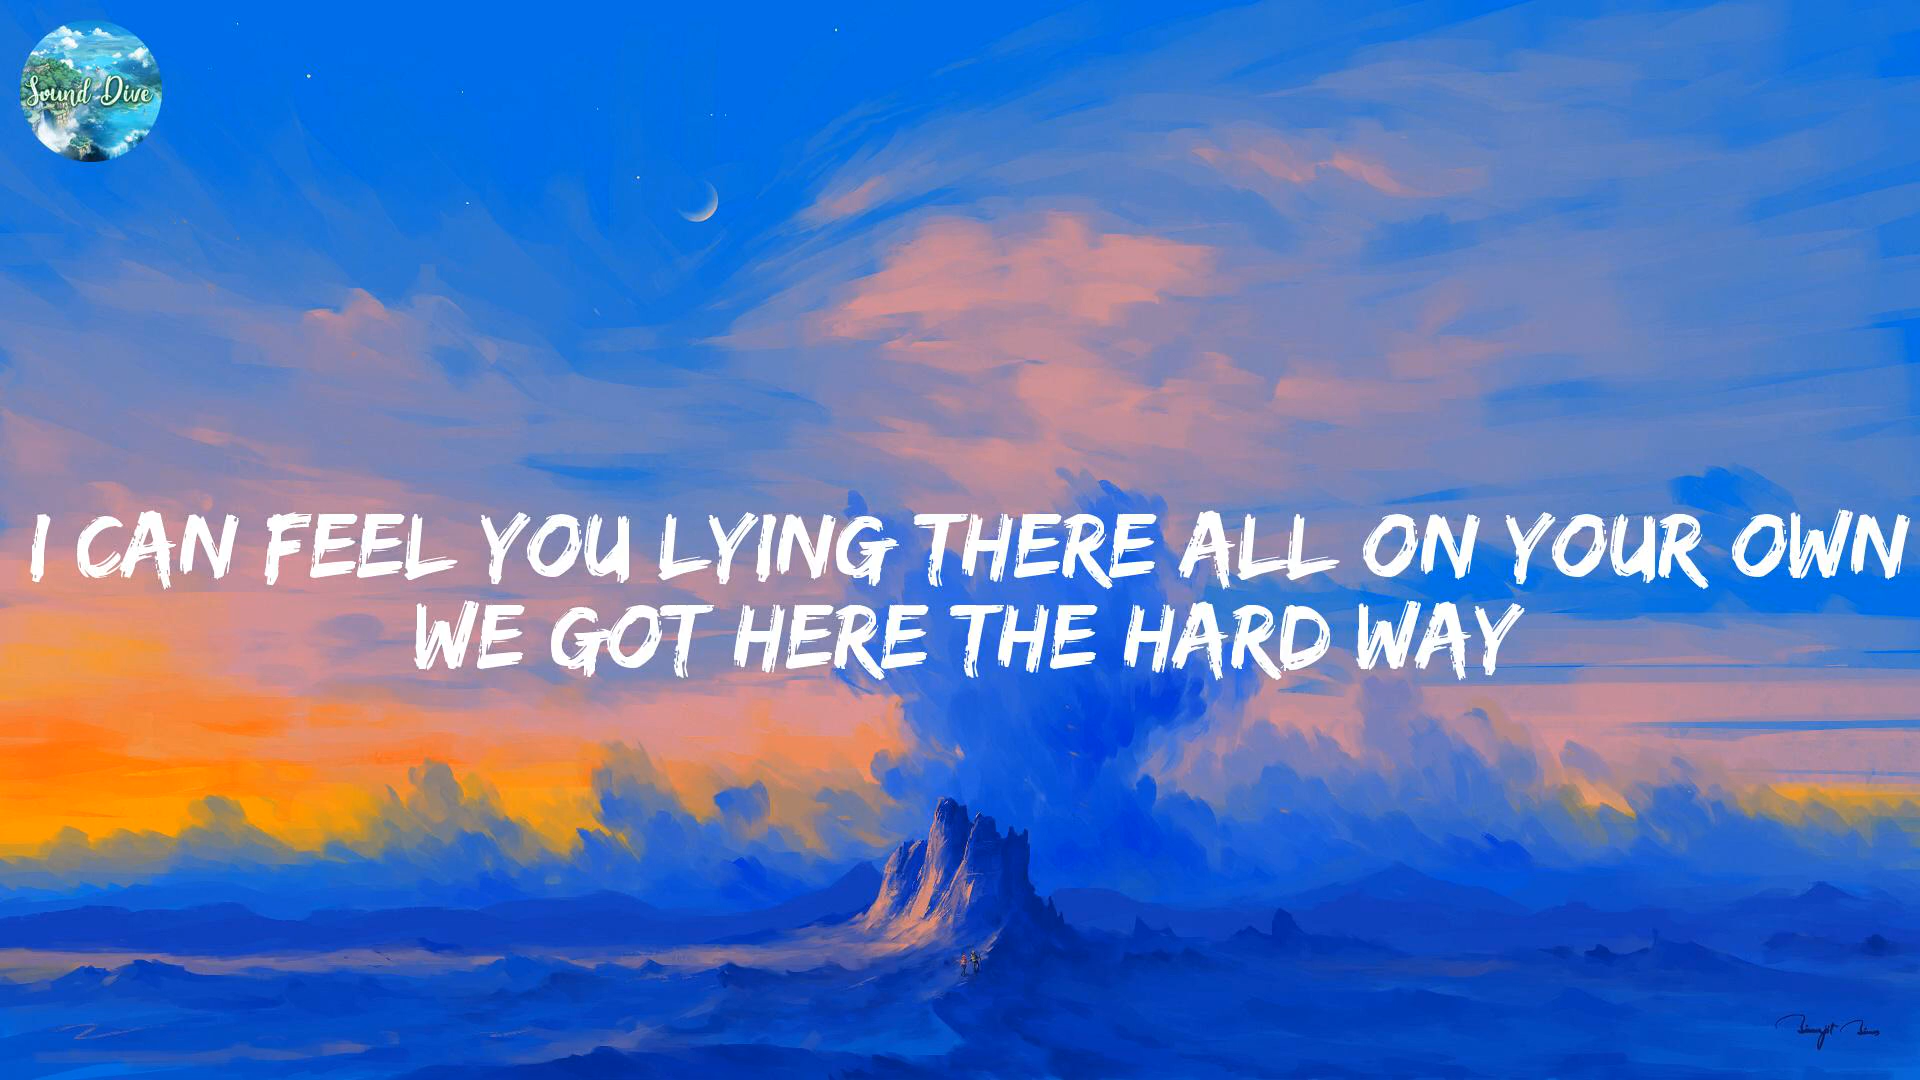 Sound Dive
I CAN FEEL YOU LYING THERE ALL ON YOUR OWN
WE GOT HERE THE HARD WAY